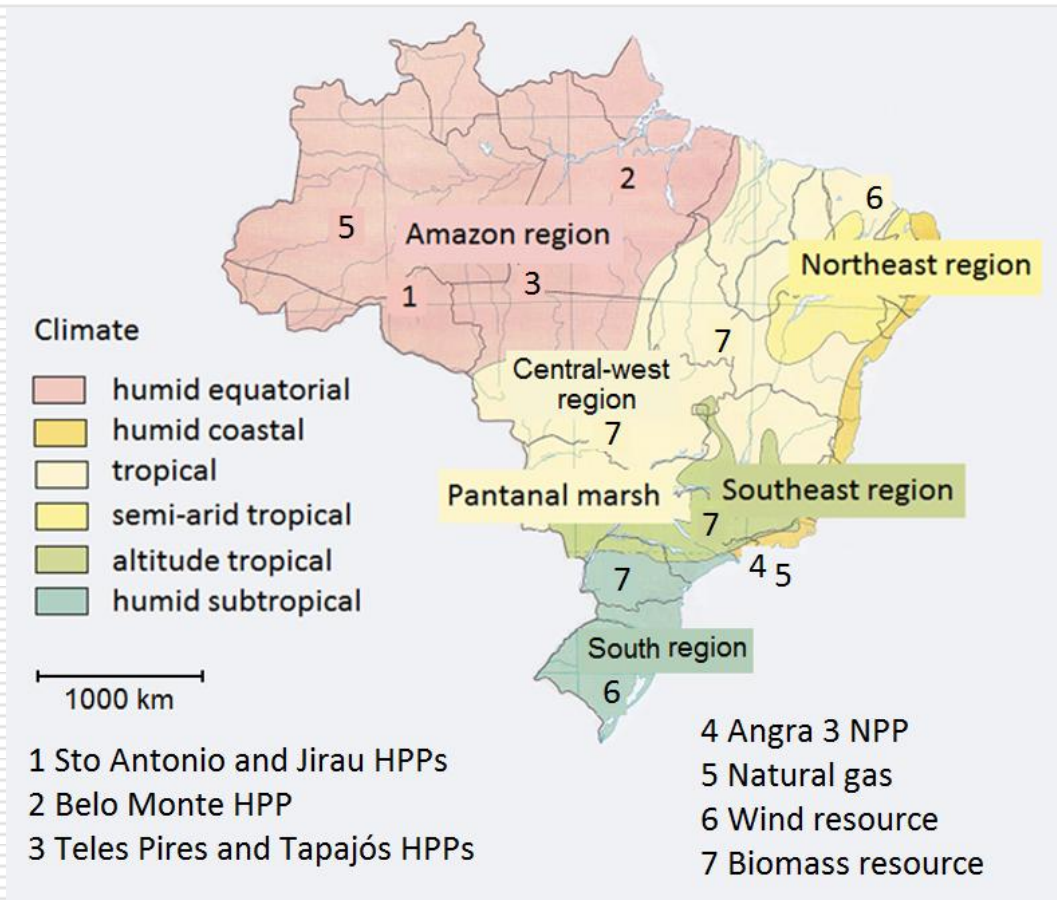 2
6
5
Amazon region
Northeast region
3
1
Climate
7
Central-west
region
humid equatorial
7
humid coastal
tropical
Pantanal marsh
Southeast region
semi-arid tropical
7
altitude tropical
4
5
7
humid subtropical
South region
6
1000 km
1 Sto Antonio and Jirau HPPs
2 Belo Monte HPP
3 Teles Pires and Tapajós HPPs
4 Angra 3 NPP
5 Natural gas
6 Wind resource
7 Biomass resource